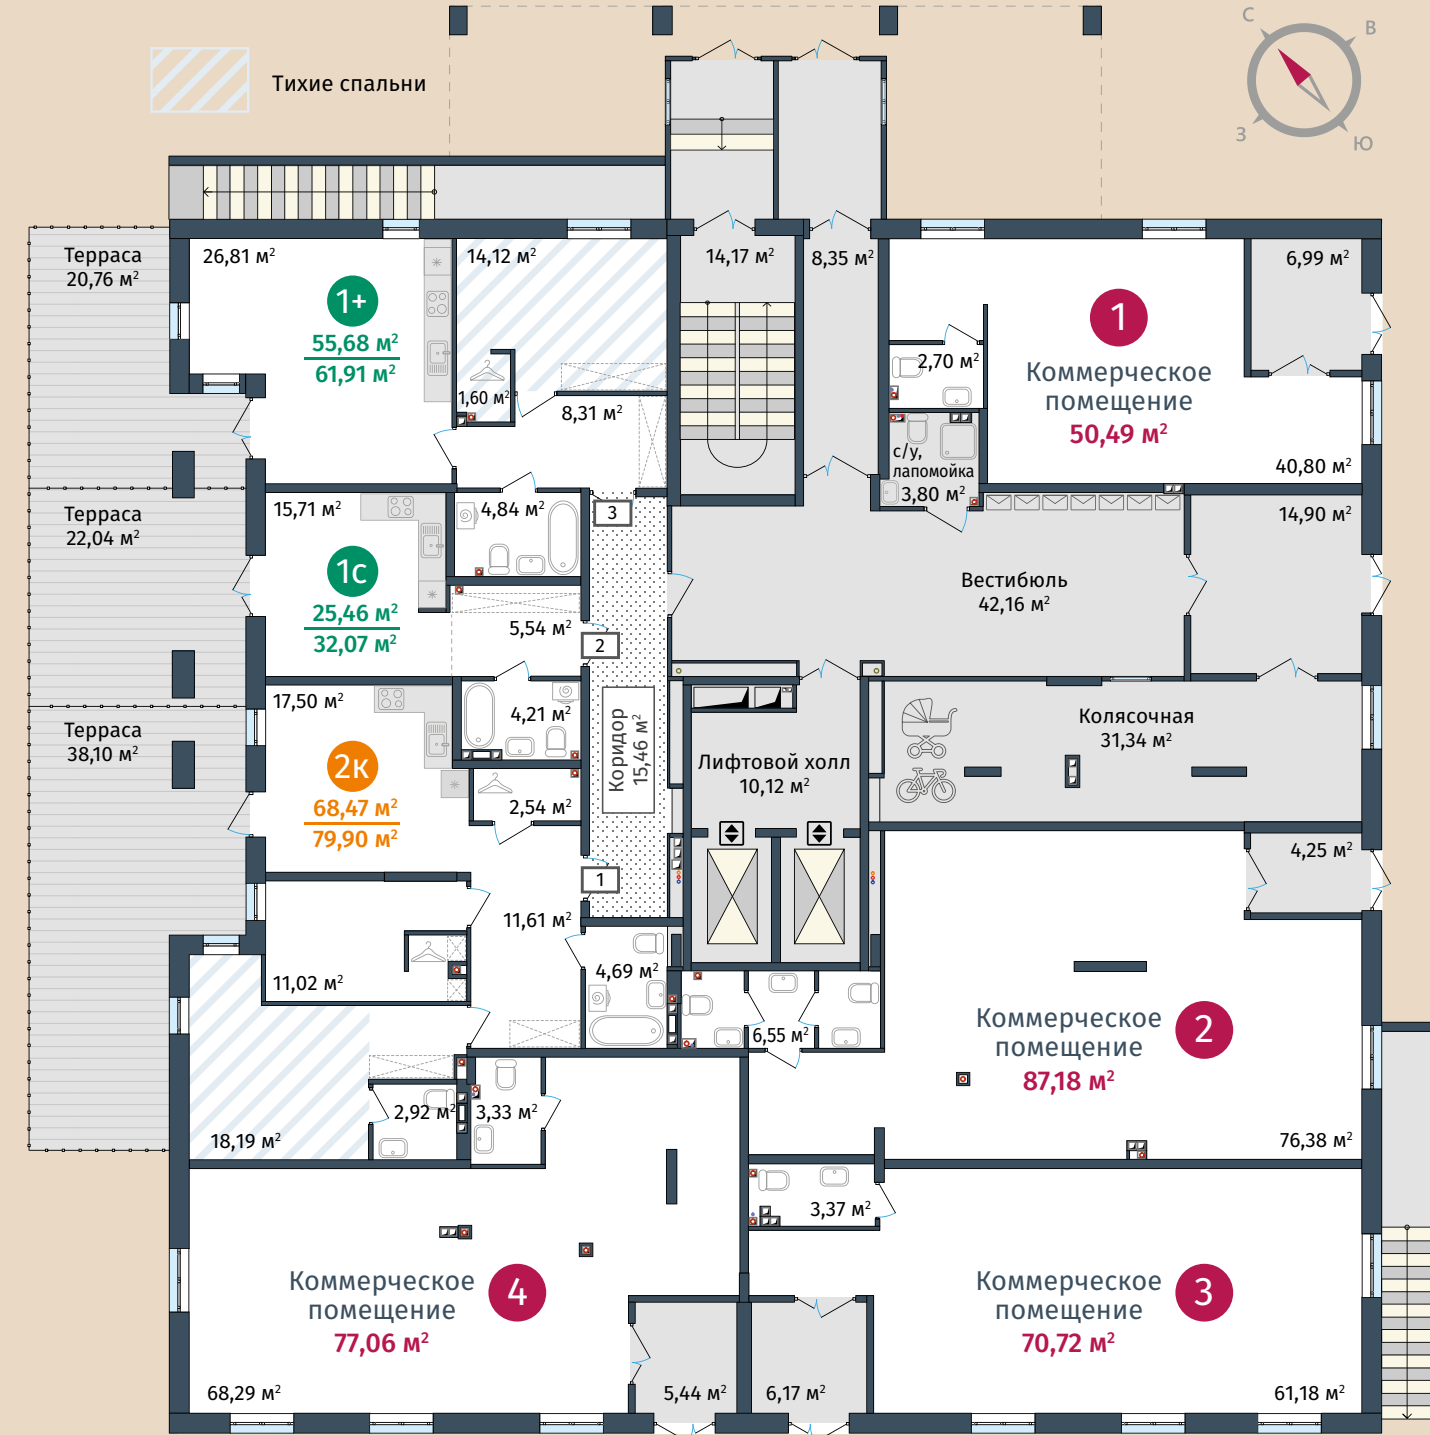 С
В
З
Ю
Тихие спальни
Терраса
20,76 м²
26,81 м²
1+
55,68 м²
61,91 м²
14,12 м²
1,60 м²
8,31 м²
14,17 м²
8,35 м²
6,99 м²
1
Коммерческое
помещение
50,49 м²
2,70 м²
40,80 м²
с/у,
лапомойка
3,80 м²
Терраса
22,04 м²
15,71 м²
1с
25,46 м²
32,07 м²
4,84 м²
3
5,54 м²
2
14,90 м²
Вестибюль
42,16 м²
Терраса
38,10 м²
17,50 м²
2к
68,47 м²
79,90 м²
4,21 м²
2,54 м²
Коридор
15,46 м²
1
Лифтовой холл
10,12 м²
Колясочная
31,34 м²
4,25 м²
11,61 м²
11,02 м²
4,69 м²
6,55 м²
Коммерческое
помещение
87,18 м²
2
76,38 м²
18,19 м²
2,92 м²
3,33 м²
3,37 м²
Коммерческое
помещение
77,06 м²
4
68,29 м²
5,44 м²
6,17 м²
Коммерческое
помещение
70,72 м²
3
61,18 м²